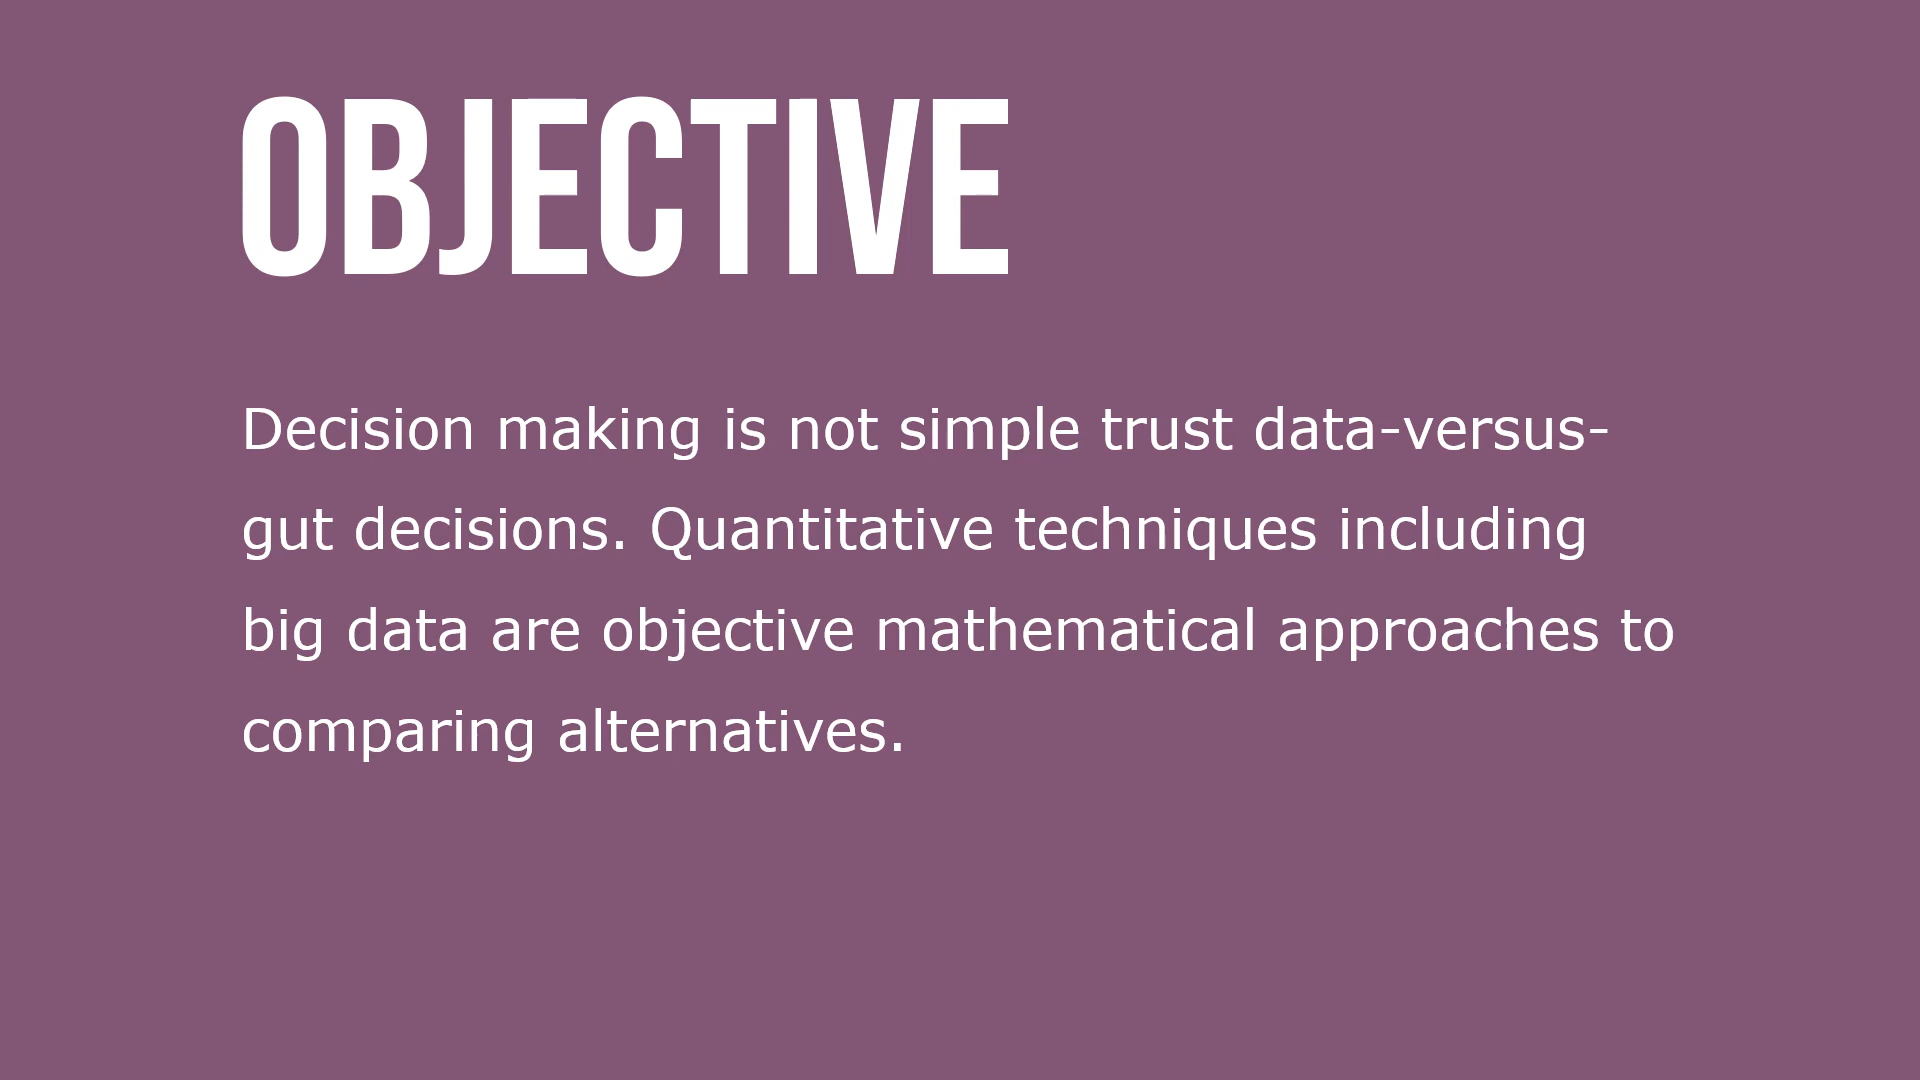 OBJECTIVE
Decision making is not simple trust data-versus-
gut decisions. Quantitative techniques including
big data are objective mathematical approaches to
comparing alternatives.